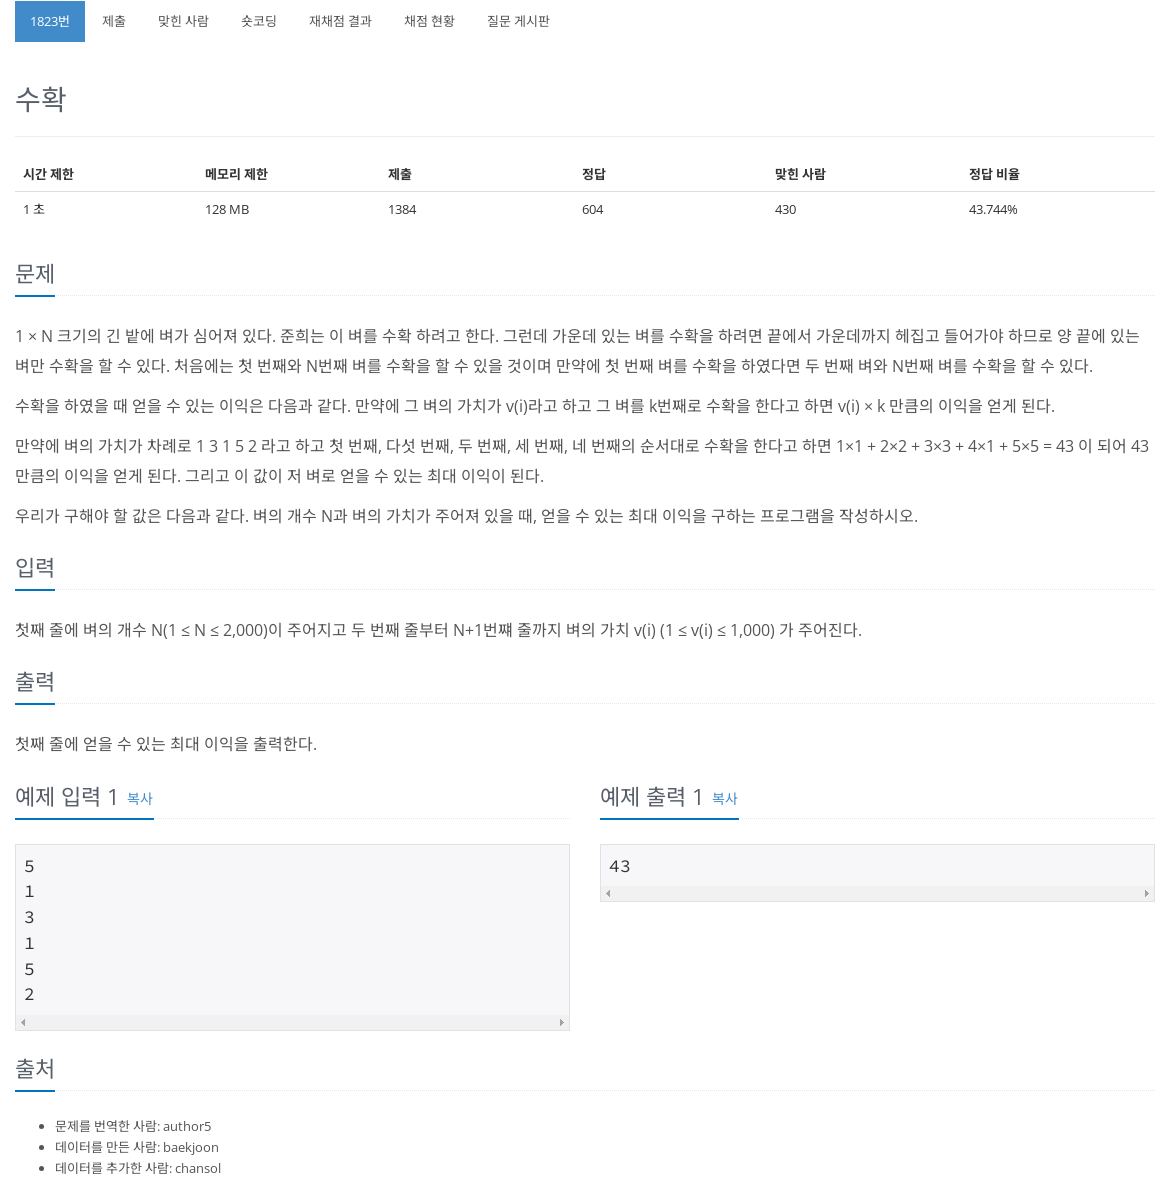 1823번 제출 맞힌 사람 숏코딩 재채점 결과 채점 현황 질문 게시판
수확
시간 제한 메모리 제한 제출 정답 맞힌 사람 정답 비율
1 초 128 MB 1384 604 430 43.744%
문제
1 × N 크기의 긴 밭에 벼가 심어져 있다. 준희는 이 벼를 수확 하려고 한다. 그런데 가운데 있는 벼를 수확을 하려면 끝에서 가운데까지 헤집고 들어가야 하므로 양 끝에 있는
벼만 수확을 할 수 있다. 처음에는 첫 번째와 N번째 벼를 수확을 할 수 있을 것이며 만약에 첫 번째 벼를 수확을 하였다면 두 번째 벼와 N번째 벼를 수확을 할 수 있다.
수확을 하였을 때 얻을 수 있는 이익은 다음과 같다. 만약에 그 벼의 가치가 v(i)라고 하고 그 벼를 k번째로 수확을 한다고 하면 v(i) × k 만큼의 이익을 얻게 된다.
만약에 벼의 가치가 차례로 1 3 1 5 2 라고 하고 첫 번째, 다섯 번째, 두 번째, 세 번째, 네 번째의 순서대로 수확을 한다고 하면 1×1 + 2×2 + 3×3 + 4×1 + 5×5 = 43 이 되어 43
만큼의 이익을 얻게 된다. 그리고 이 값이 저 벼로 얻을 수 있는 최대 이익이 된다.
우리가 구해야 할 값은 다음과 같다. 벼의 개수 N과 벼의 가치가 주어져 있을 때, 얻을 수 있는 최대 이익을 구하는 프로그램을 작성하시오.
입력
첫째 줄에 벼의 개수 N(1 ≤ N ≤ 2,000)이 주어지고 두 번째 줄부터 N+1번쨰 줄까지 벼의 가치 v(i) (1 ≤ v(i) ≤ 1,000) 가 주어진다.
출력
첫째 줄에 얻을 수 있는 최대 이익을 출력한다.
예제 입력 1 복사
5
1
3
1
5
2
예제 출력 1 복사
43
출처
문제를 번역한 사람: author5
데이터를 만든 사람: baekjoon
데이터를 추가한 사람: chansol